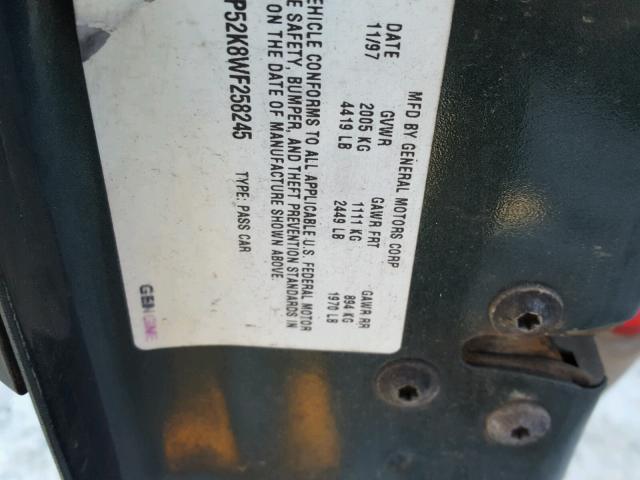 MFD BY GENERAL MOTORS CORP
DATE GVWR GAWR FRT GAWR RR
11/97 2005 KG 1111 KG 894 KG
4419 LB 2449 LB 1970 LB
VEHICLE CONFORMS TO ALL APPLICABLE U.S. FEDERAL MOTOR
E SAFETY, BUMPER, AND THEFT PREVENTION STANDARDS IN
ON THE DATE OF MANUFACTURE SHOWN ABOVE.
P52K8WF258245 TYPE: PASS CAR